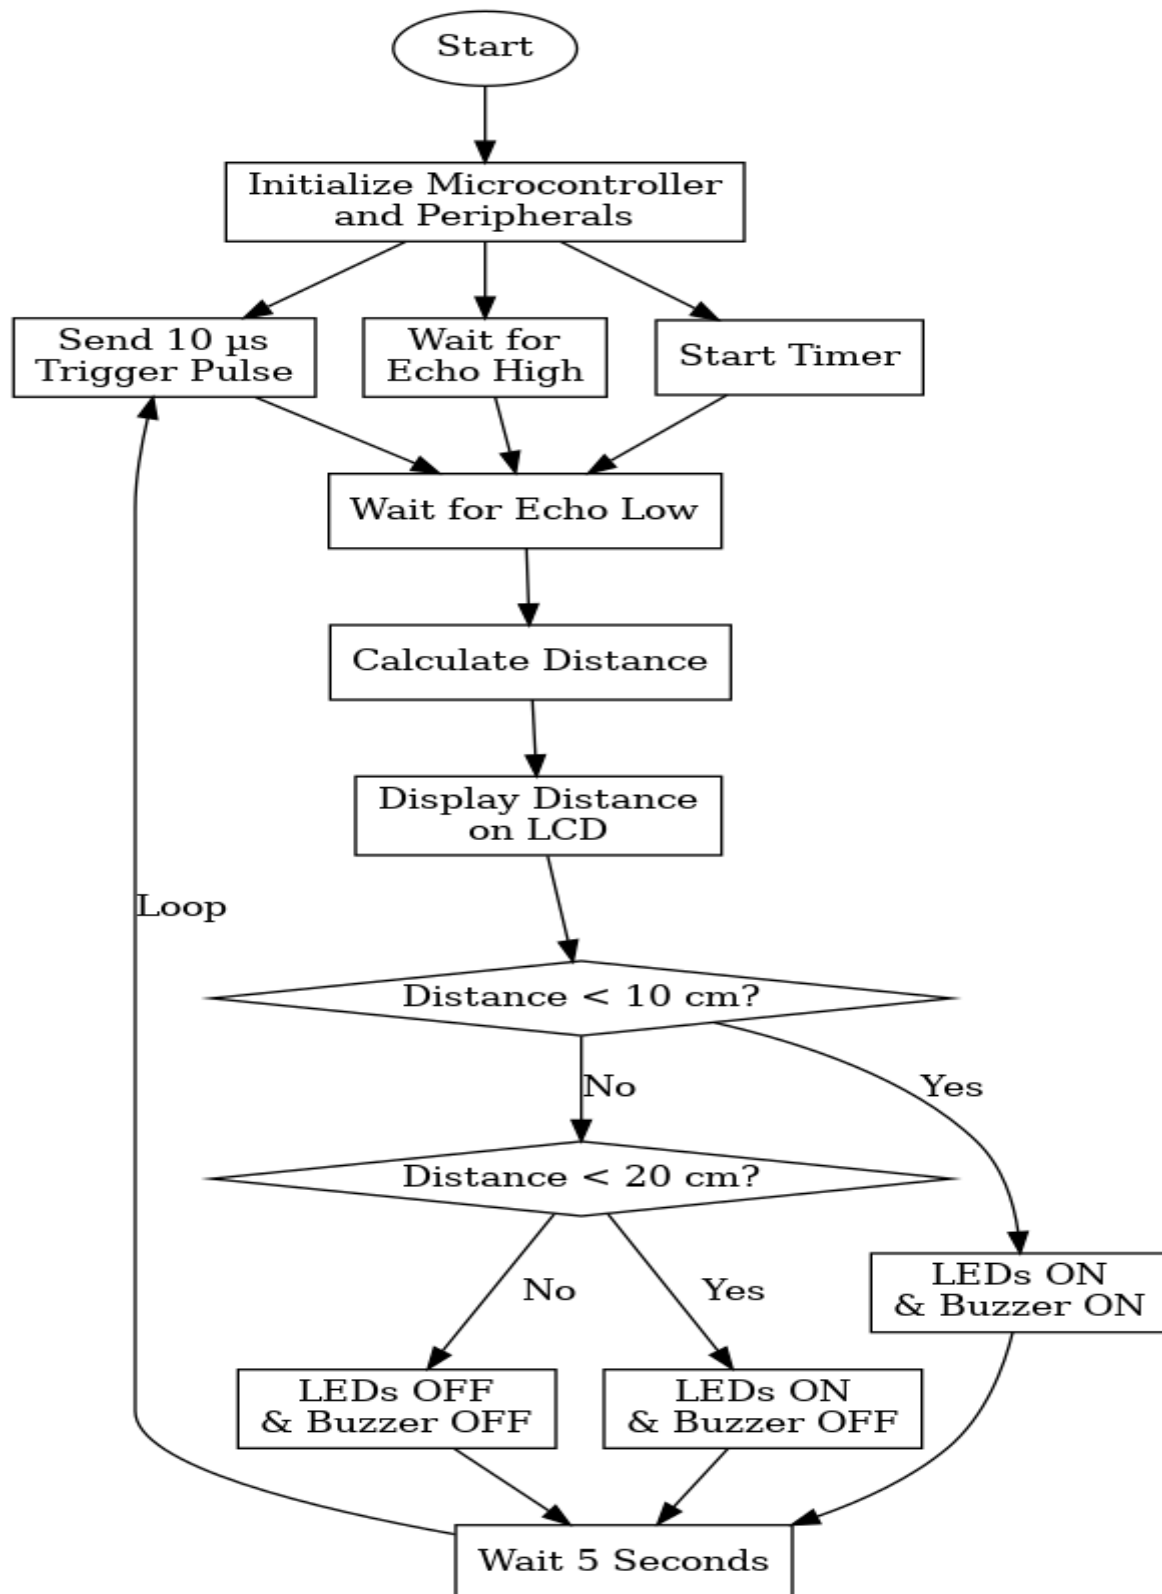 Start
Initialize Microcontroller
and Peripherals
Send 10 µs
Trigger Pulse
Wait for
Echo High
Start Timer
Wait for Echo Low
Calculate Distance
Display Distance
on LCD
Loop
Distance < 10 cm?
No
Yes
Distance < 20 cm?
No
Yes
LEDs ON
& Buzzer ON
LEDs OFF
& Buzzer OFF
LEDs ON
& Buzzer OFF
Wait 5 Seconds